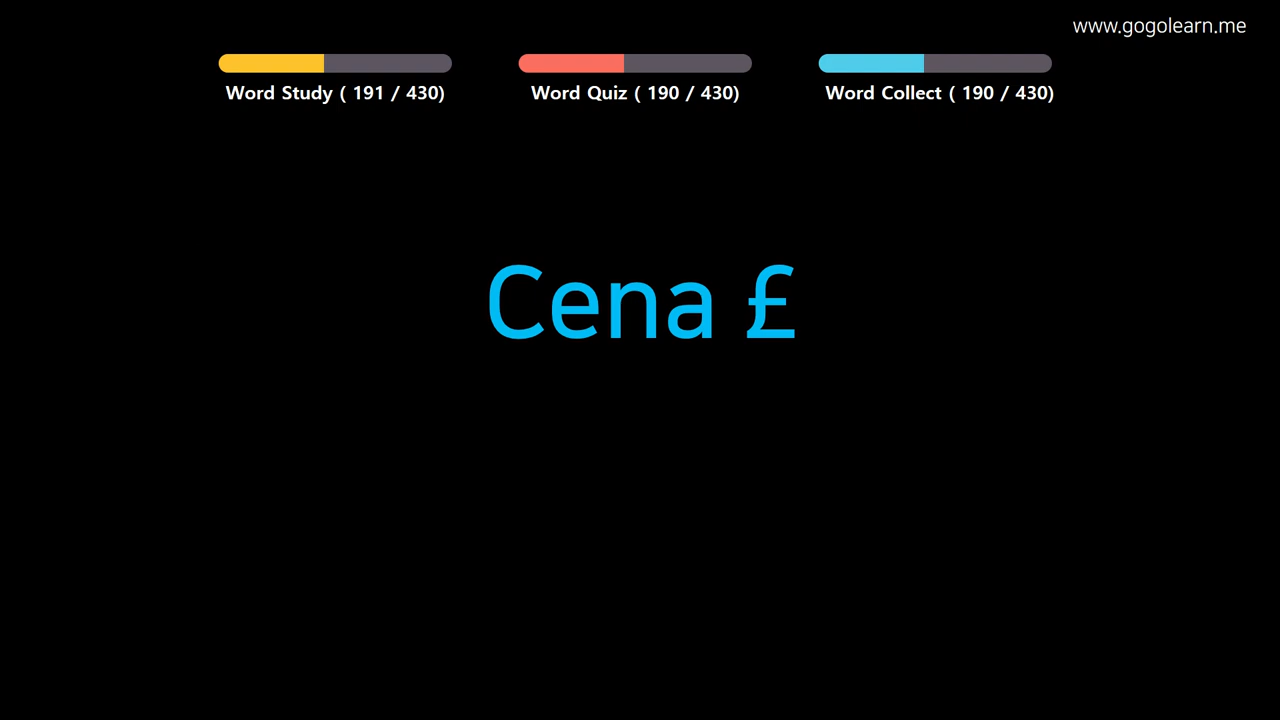 www.gogolearn.me
Word Study ( 191 / 430)
Word Quiz ( 190 / 430)
Word Collect ( 190 / 430)
Cena £